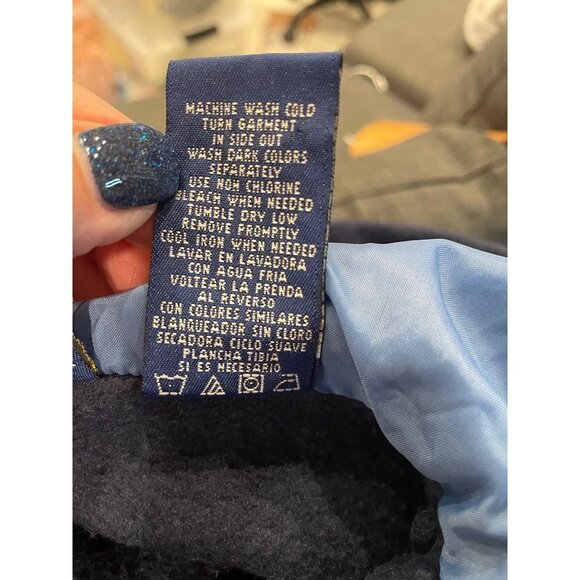 MACHINE WASH COLD
TURN GARMENT
IN SIDE OUT
WASH DARK COLORS
SEPARATELY
USE NON CHLORINE
BLEACH WHEN NEEDED
TUMBLE DRY LOW
REMOVE PROMPTLY
COOL IRON WHEN NEEDED
LAVAR EN LAVADORA
CON AGUA FRIA
VOLTEAR LA PRENDA
AL REVERSO
CON COLORES SIMILARES
BLANQUEADOR SIN CLORO
SECADORA CICLO SUAVE
PLANCHA TIBIA
SI ES NECESARIO